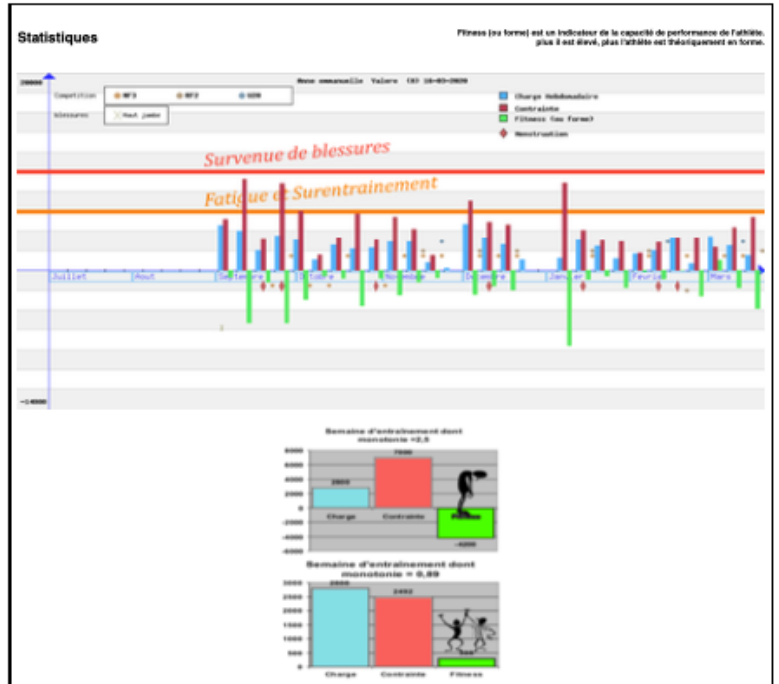 Statistiques
Fitness (ou forme) est un indicateur de la capacité de performance de l'athlète.
plus il est élevé, plus l'athlète est théoriquement en forme.
20000
Compétition
NF1
NF2
U20
blessures
Haut jambe
Charge Hebdomadaire
Contrainte
Fitness (ou forme)
Menstruation
Survenue de blessures
Fatigue et Surentrainement
Juillet
Aout
Septembre
Octobre
Novembre
Décembre
Janvier
Fevrier
Mars
-14000
Semaine d'entraînement dont
monotonie =2,5
8000
6000
4000
2000
0
-2000
-4000
-6000
2800
7000
-4200
Charge
Contrainte
Fitness
Semaine d'entraînement dont
monotonie = 0,89
3000
2500
2000
1500
1000
500
0
2800
2492
Charge
Contrainte
Fitness